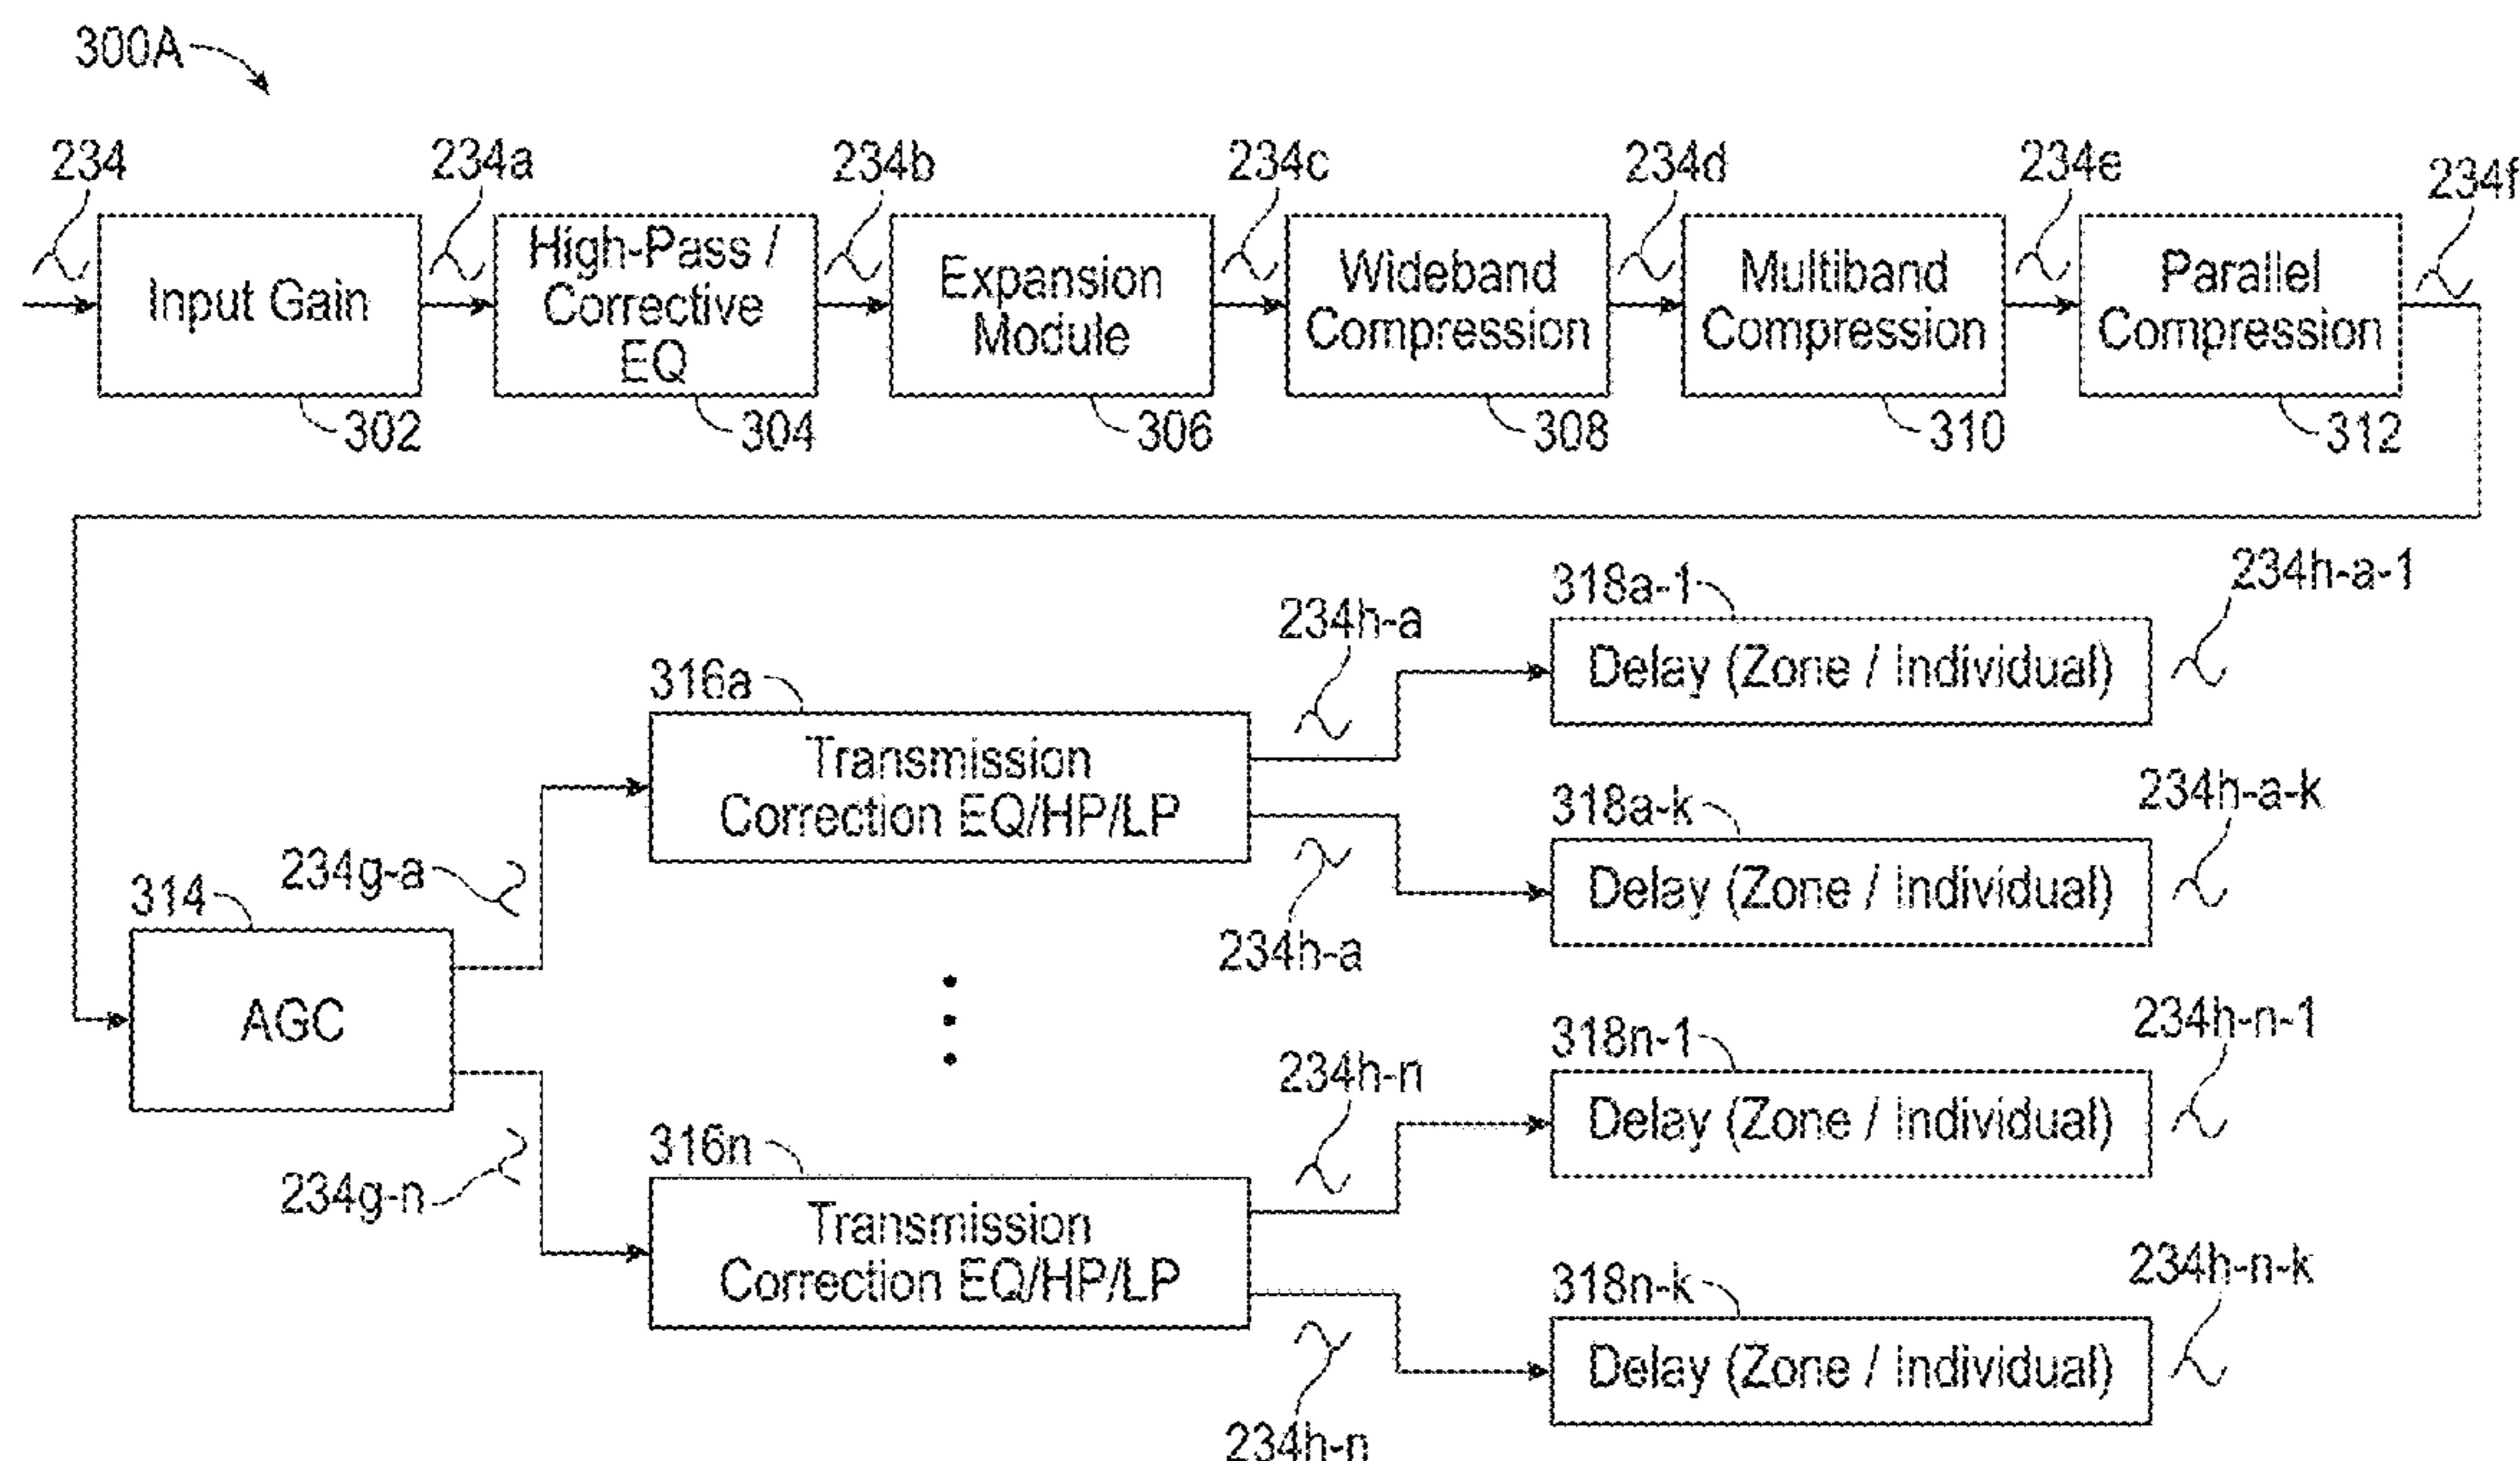 300A
234
234a
234b
234c
234d
234e
234f
Input Gain
High-Pass /
Corrective
EQ
Expansion
Module
Wideband
Compression
Multiband
Compression
Parallel
Compression
302
304
306
308
310
312
234h-a-1
318a-1
234h-a
Delay (Zone / Individual)
316a
Transmission
Correction EQ/HP/LP
234h-a-k
318a-k
Delay (Zone / Individual)
234g-a
314
234h-a
AGC
234h-n-1
318n-1
234h-n
Delay (Zone / Individual)
316n
234g-n
Transmission
Correction EQ/HP/LP
234h-n-k
318n-k
Delay (Zone / Individual)
234h-n